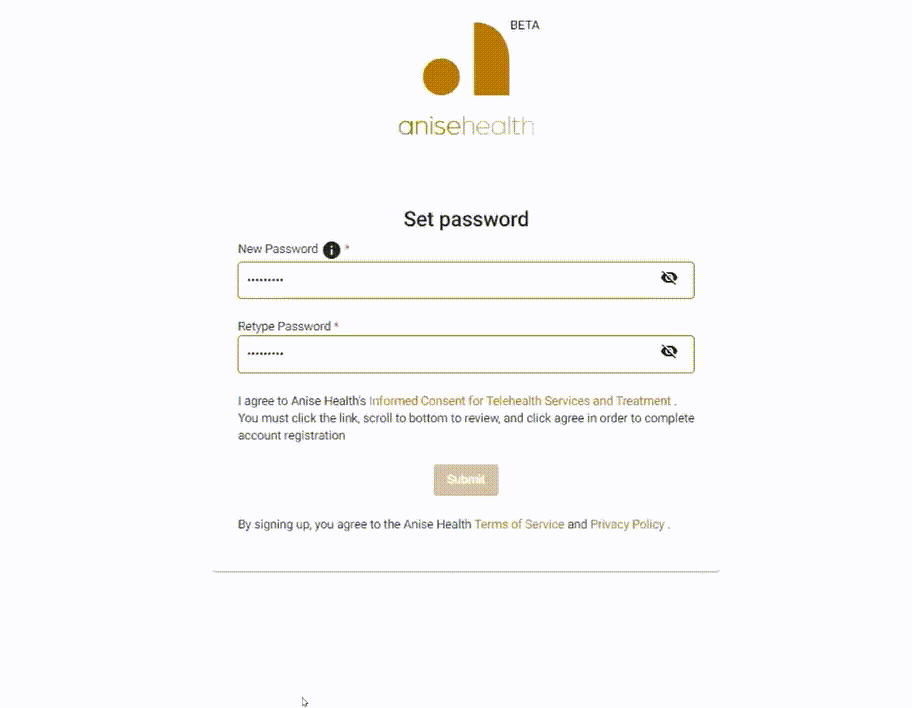 BETA
anisehealth
Set password
New Password i *
•••••••••
Retype Password *
•••••••••
I agree to Anise Health's Informed Consent for Telehealth Services and Treatment .
You must click the link, scroll to bottom to review, and click agree in order to complete
account registration
Submit
By signing up, you agree to the Anise Health Terms of Service and Privacy Policy .